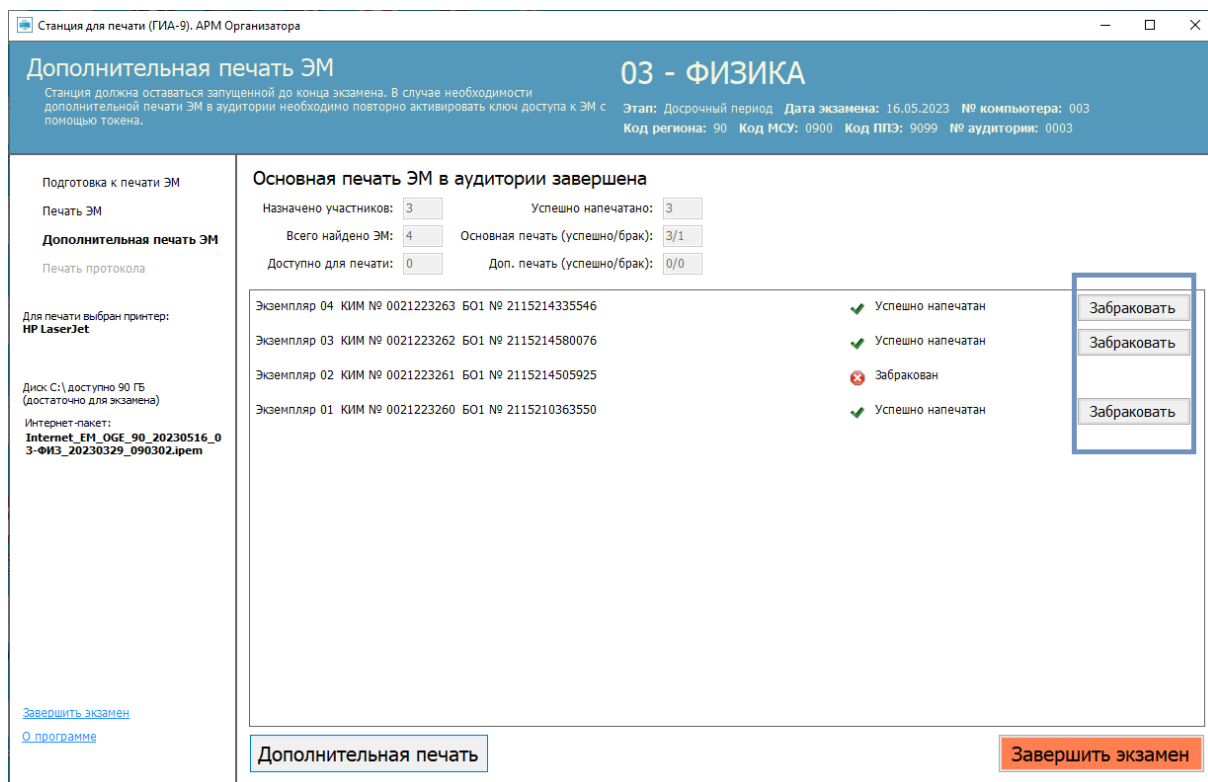 Станция для печати (ГИА-9). АРМ Организатора
Дополнительная печать ЭМ
Станция должна оставаться запущенной до конца экзамена. В случае необходимости
дополнительной печати ЭМ в аудитории необходимо повторно активировать ключ доступа к ЭМ с
помощью токена.
03 - ФИЗИКА
Этап: Досрочный период Дата экзамена: 16.05.2023 № компьютера: 003
Код региона: 90 Код МСУ: 0900 Код ППЭ: 9099 № аудитории: 0003
Подготовка к печати ЭМ
Печать ЭМ
Дополнительная печать ЭМ
Печать протокола
Для печати выбран принтер:
HP LaserJet
Диск C:\ доступно 90 ГБ
(достаточно для экзамена)
Интернет-пакет:
Internet_EM_OGE_90_20230516_0
3-ФИЗ_20230329_090302.ipem
Завершить экзамен
О программе
Основная печать ЭМ в аудитории завершена
Назначено участников: 3 Успешно напечатано: 3
Всего найдено ЭМ: 4 Основная печать (успешно/брак): 3/1
Доступно для печати: 0 Доп. печать (успешно/брак): 0/0
Экземпляр 04 КИМ № 0021223263 БО1 № 2115214335546 Успешно напечатан Забраковать
Экземпляр 03 КИМ № 0021223262 БО1 № 2115214580076 Успешно напечатан Забраковать
Экземпляр 02 КИМ № 0021223261 БО1 № 2115214505925 Забракован
Экземпляр 01 КИМ № 0021223260 БО1 № 2115210363550 Успешно напечатан Забраковать
Дополнительная печать
Завершить экзамен